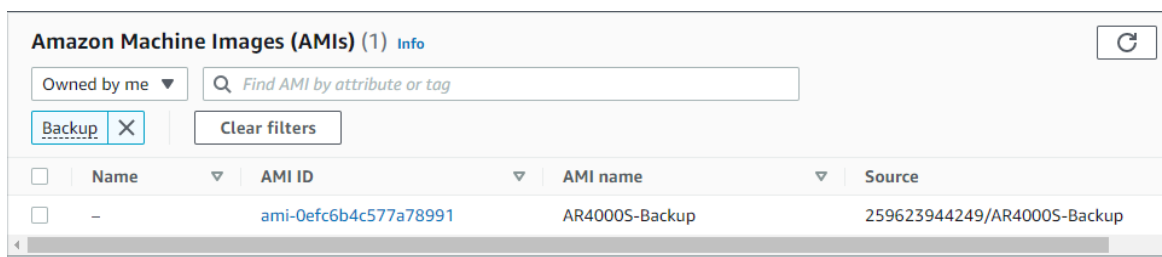 Amazon Machine Images (AMIs) (1) Info
Owned by me
Find AMI by attribute or tag
Backup
Clear filters
Name AMI ID AMI name Source
– ami-0efc6b4c577a78991 AR4000S-Backup 259623944249/AR4000S-Backup